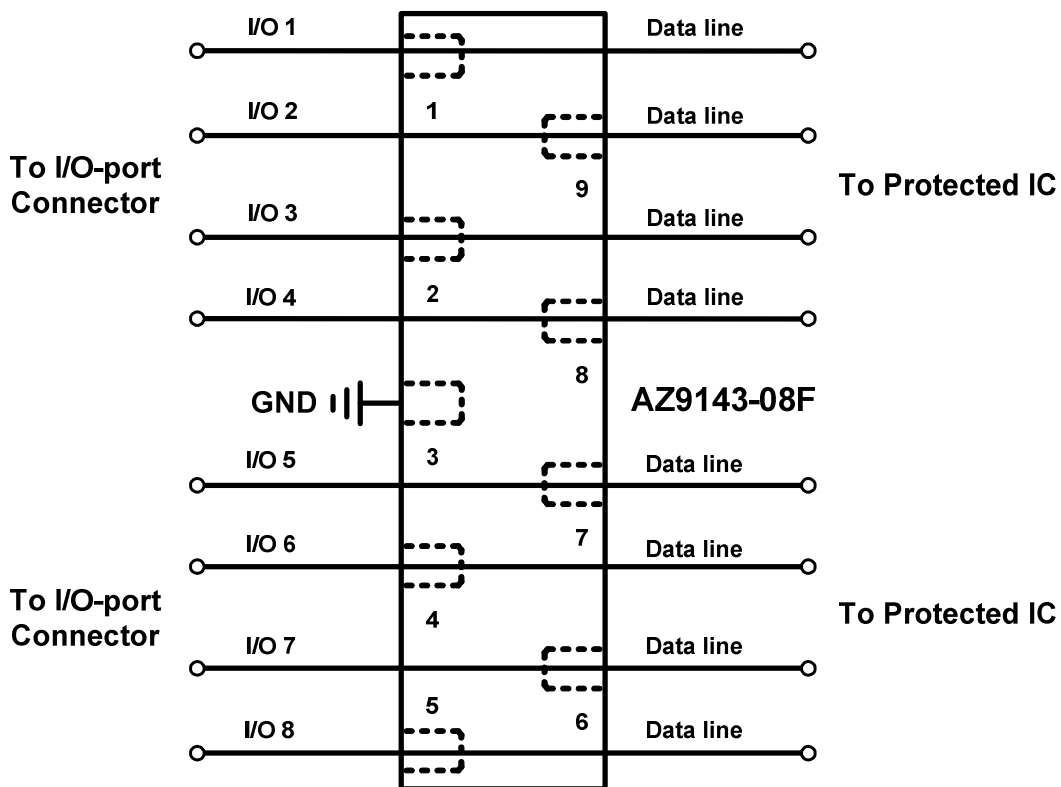 I/O 1 Data line
1
I/O 2 Data line
To I/O-port
Connector
9
To Protected IC
I/O 3 Data line
2
I/O 4 Data line
8
GND
AZ9143-08F
3
I/O 5 Data line
7
I/O 6 Data line
To I/O-port
Connector
4
To Protected IC
I/O 7 Data line
5
6
I/O 8 Data line